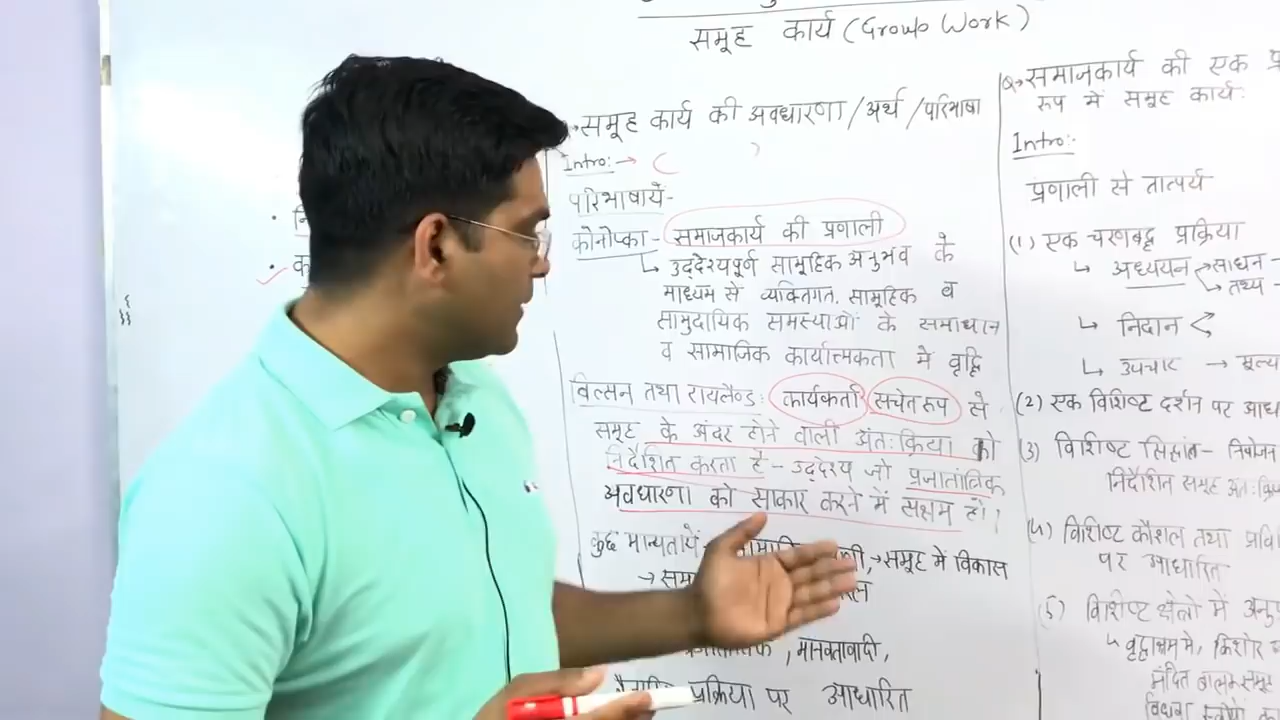 समूह कार्य (Group Work)
समूह कार्य की अवधारणा/अर्थ/परिभाषा
Intro:→ ( )
परिभाषायें-
कोनोप्का- समाजकार्य की प्रणाली
↳ उद्देश्यपूर्ण सामूहिक अनुभव के
माध्यम से व्यक्तिगत, सामूहिक व
सामुदायिक समस्याओं के समाधान
व सामाजिक कार्यात्मकता में वृद्धि
विल्सन तथा रायलैण्ड: कार्यकर्ता सचेत रूप से
समूह के अंदर होने वाली अंतःक्रिया को
निर्देशित करता है - उद्देश्य जो प्रजातांत्रिक
अवधारणा को साकार करने में सक्षम हो।
कुछ मान्यतायें
→ समूह में विकास
, मानवतावादी,
प्रक्रिया पर आधारित
समाजकार्य की एक
रूप में समूह कार्य:
Intro:-
प्रणाली से तात्पर्य
(1) एक चरणबद्ध प्रक्रिया
↳ अध्ययन → साधन -
→ तथ्य -
↳ निदान <
↳ उपचार → मूल्य
(2) एक विशिष्ट दर्शन पर
(3) विशिष्ट सिद्धांत-
निर्देशित समूह
(4) विशिष्ट कौशल तथा
पर आधारित
(5) विशिष्ट क्षेत्रों में
↳ वृद्धाश्रम में, किशोर